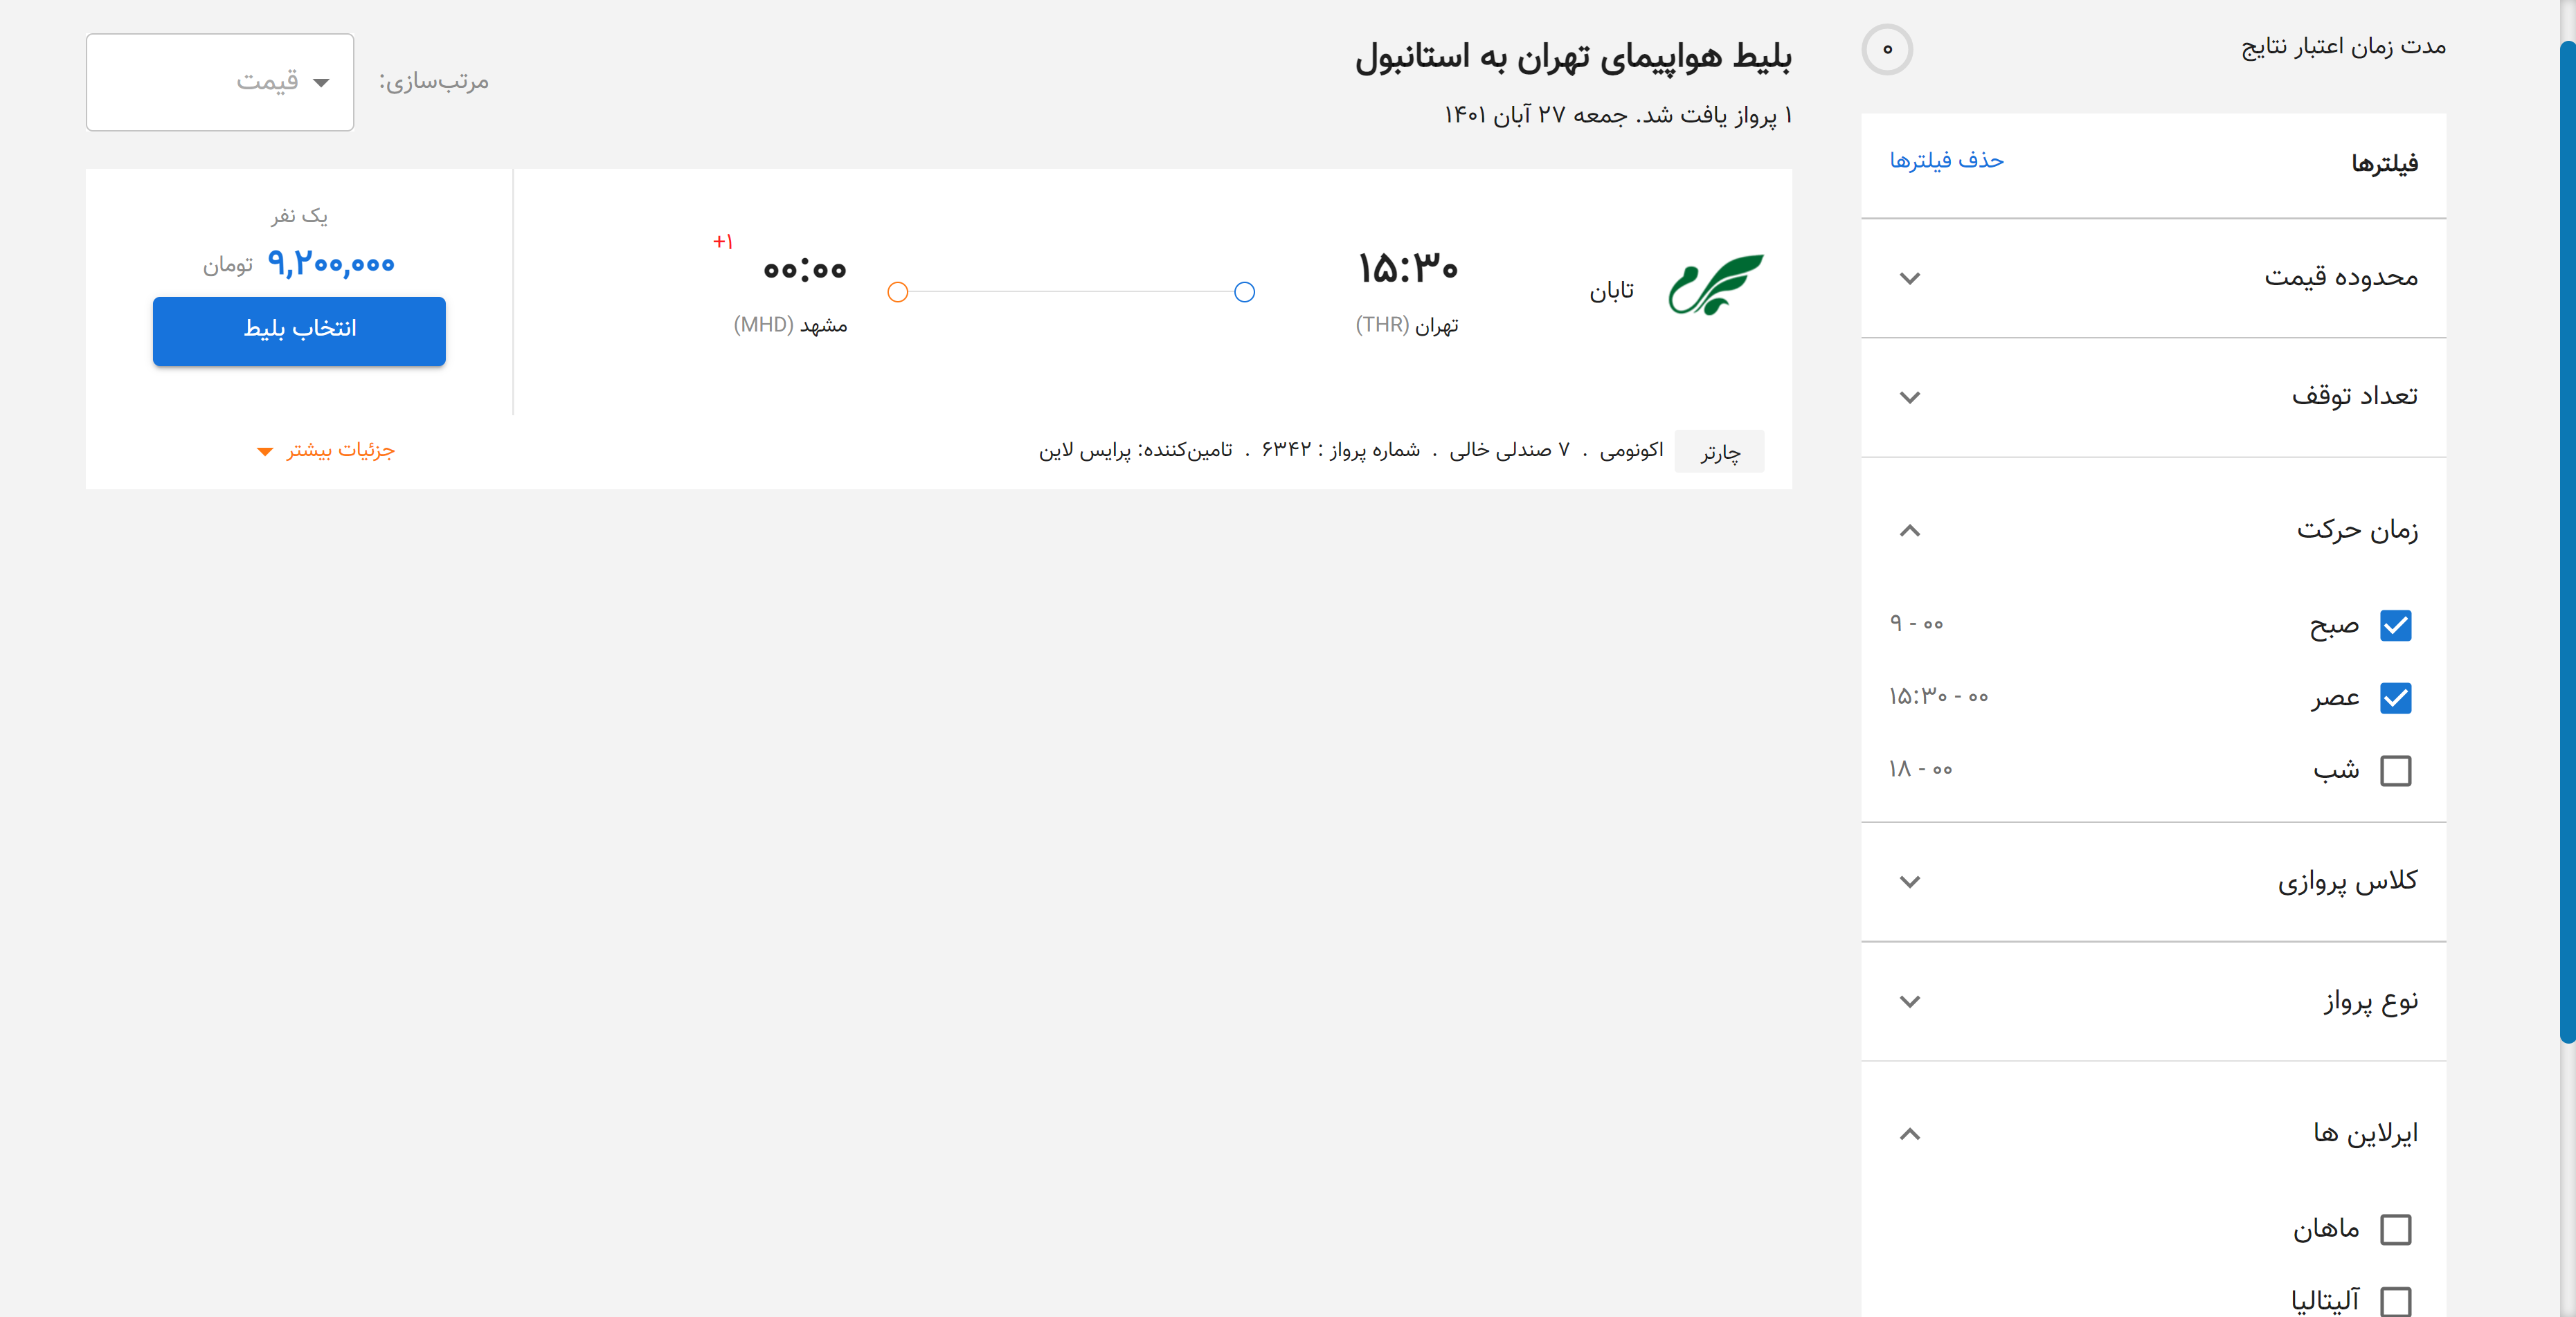 مدت زمان اعتبار نتایج
۰
فیلترها
حذف فیلترها
محدوده قیمت
تعداد توقف
زمان حرکت
صبح
۰۰ - ۹
عصر
۰۰ - ۱۵:۳۰
شب
۰۰ - ۱۸
کلاس پروازی
نوع پرواز
ایرلاین ها
ماهان
آلیتالیا
بلیط هواپیمای تهران به استانبول
۱ پرواز یافت شد. جمعه ۲۷ آبان ۱۴۰۱
مرتب‌سازی:
قیمت
تابان
۱۵:۳۰
تهران (THR)
۰۰:۰۰
+۱
مشهد (MHD)
یک نفر
۹,۲۰۰,۰۰۰ تومان
انتخاب بلیط
چارتر
اکونومی . ۷ صندلی خالی . شماره پرواز : ۶۳۴۲ . تامین‌کننده: پرایس لاین
جزئیات بیشتر